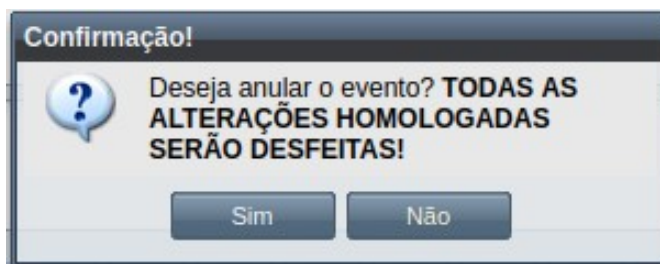 Confirmação!
Deseja anular o evento? TODAS AS
ALTERAÇÕES HOMOLOGADAS
SERÃO DESFEITAS!
Sim Não